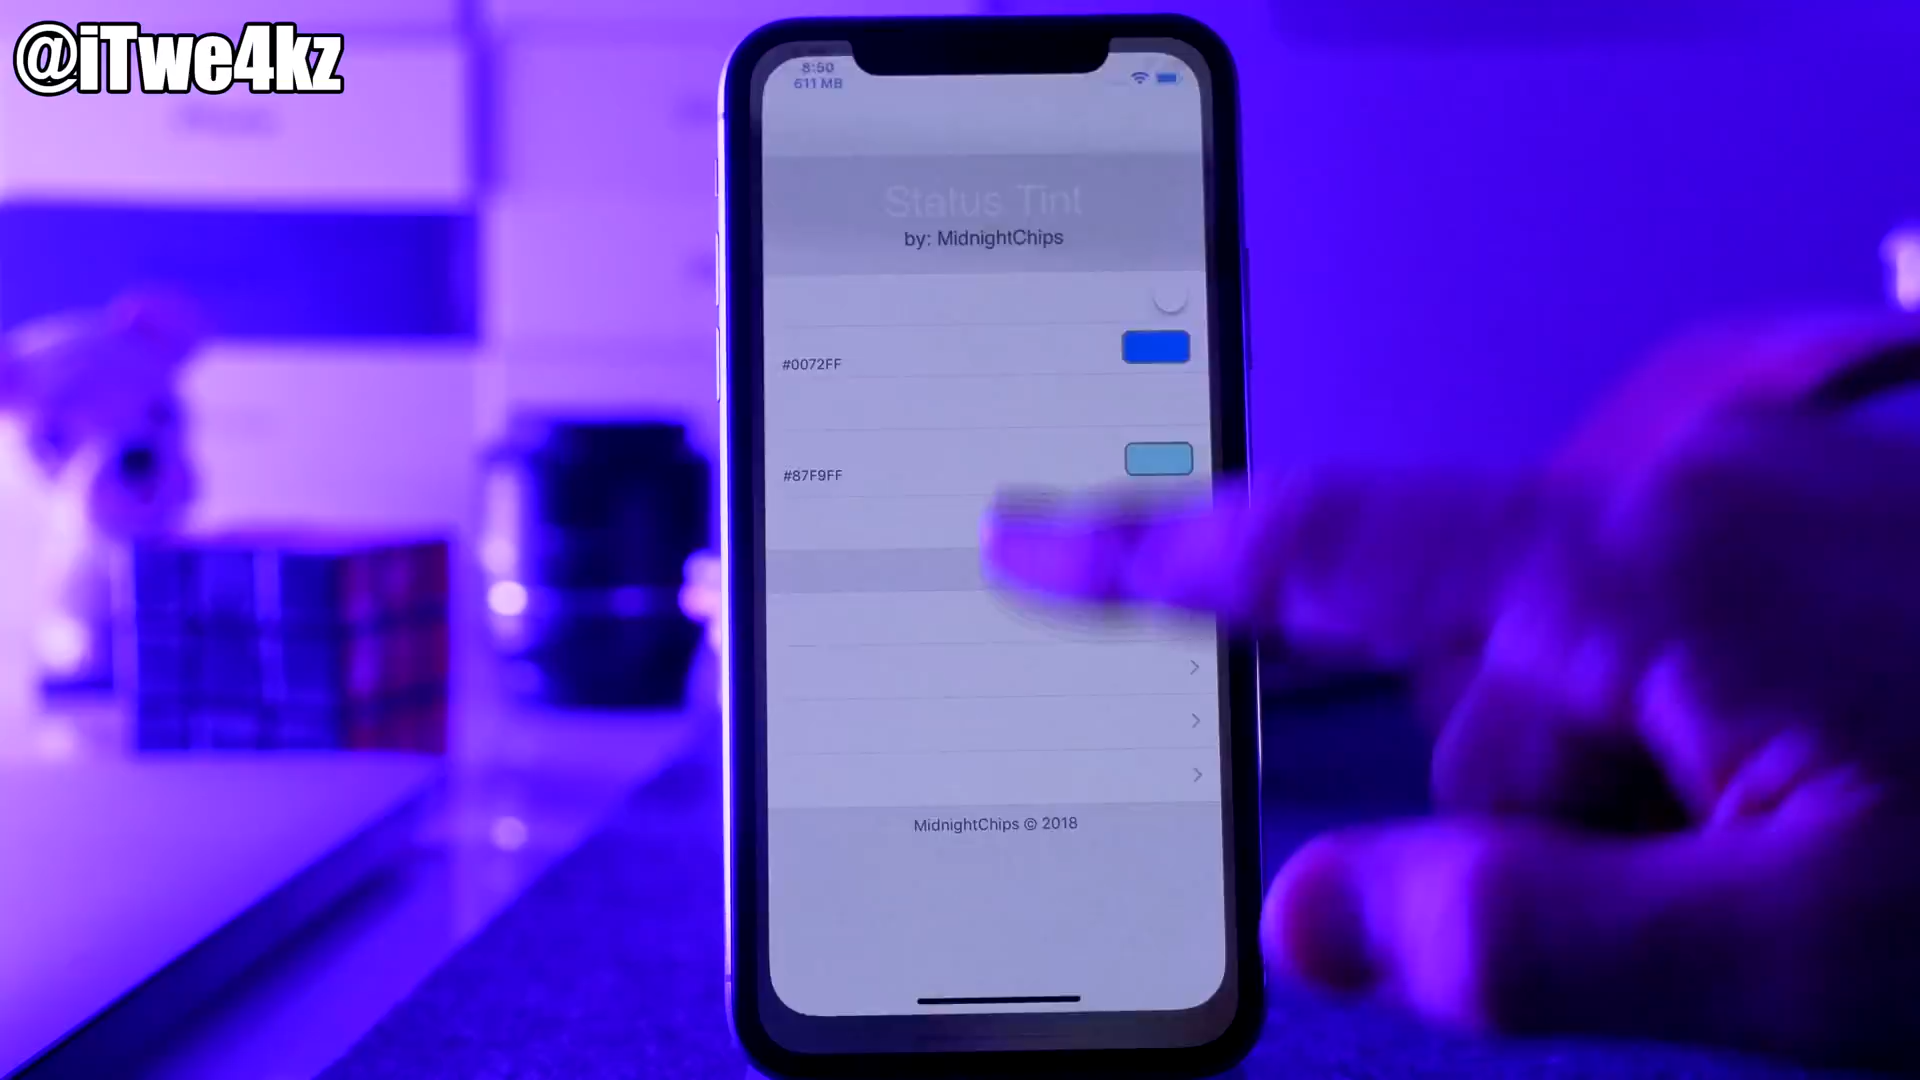 @iTwe4kz
8:50
611 MB
Status Tint
by: MidnightChips
#0072FF
#87F9FF
MidnightChips © 2018